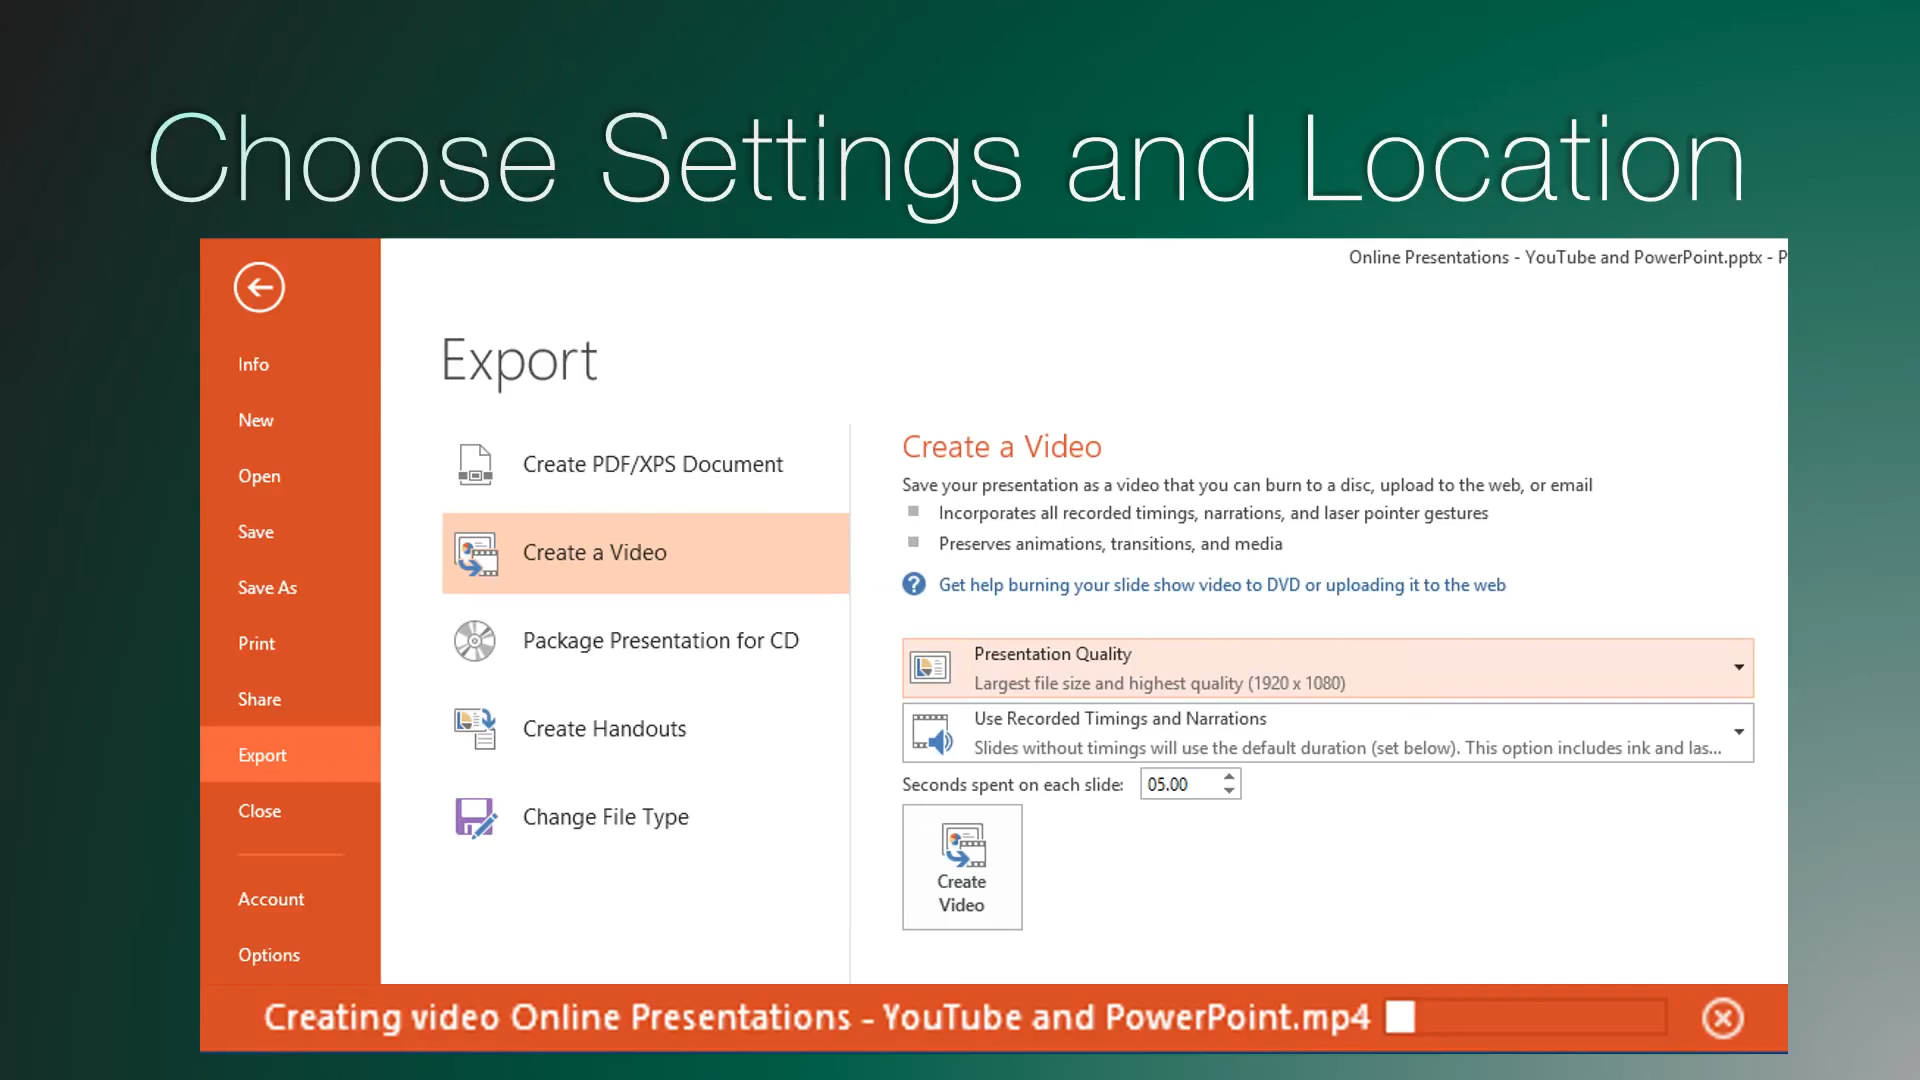 Choose Settings and Location
Online Presentations - YouTube and PowerPoint.pptx - P
Info
New
Open
Save
Save As
Print
Share
Export
Close
Account
Options
Export
Create PDF/XPS Document
Create a Video
Package Presentation for CD
Create Handouts
Change File Type
Create a Video
Save your presentation as a video that you can burn to a disc, upload to the web, or email
Incorporates all recorded timings, narrations, and laser pointer gestures
Preserves animations, transitions, and media
? Get help burning your slide show video to DVD or uploading it to the web
Presentation Quality
Largest file size and highest quality (1920 x 1080)
Use Recorded Timings and Narrations
Slides without timings will use the default duration (set below). This option includes ink and las...
Seconds spent on each slide: 05.00
Create
Video
Creating video Online Presentations - YouTube and PowerPoint.mp4